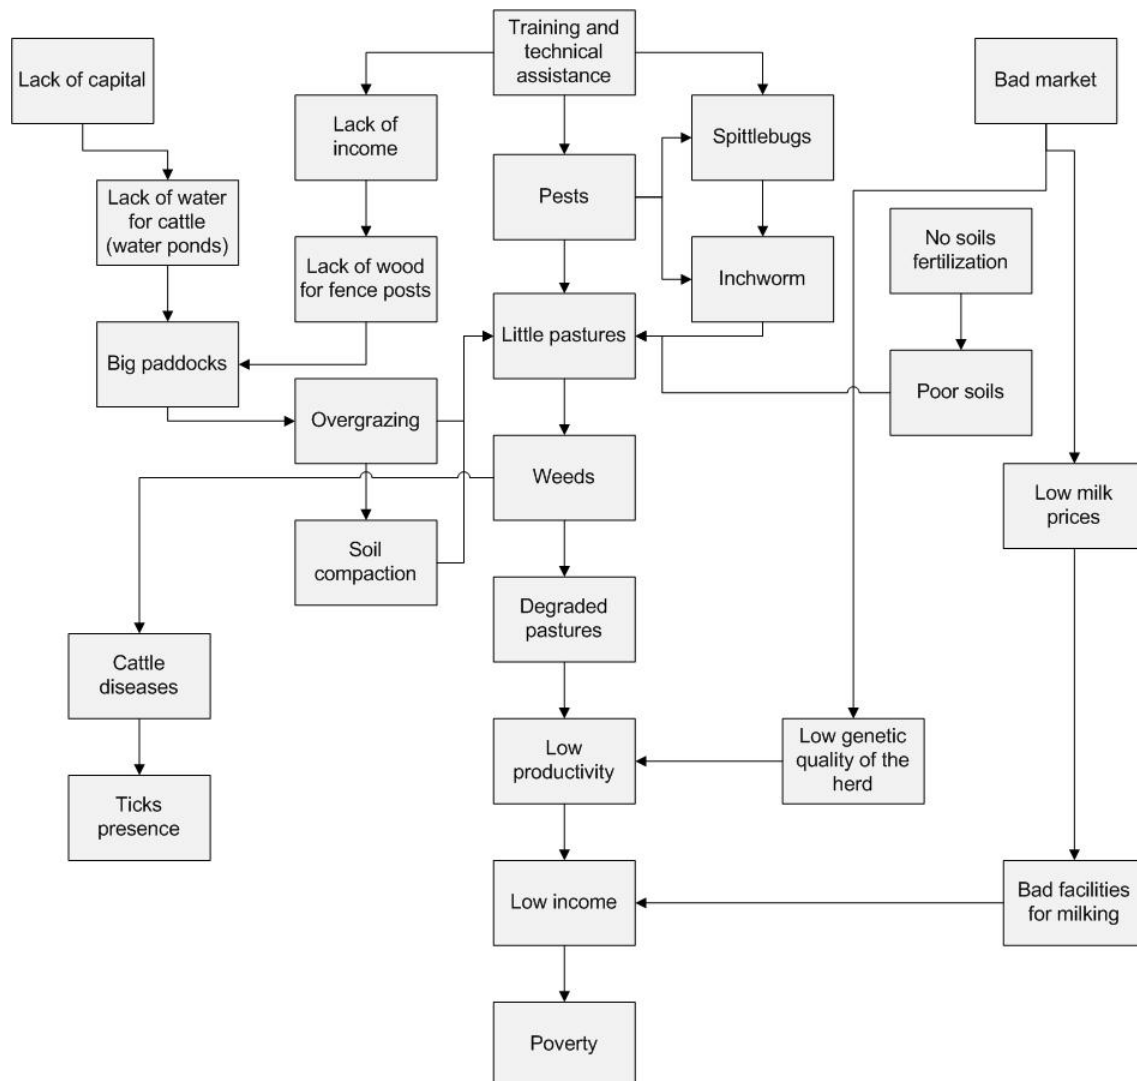 Training and
technical
assistance
Lack of capital
Bad market
Lack of
income
Spittlebugs
Pests
Lack of water
for cattle
(water ponds)
No soils
fertilization
Lack of wood
for fence posts
Inchworm
Big paddocks
Little pastures
Poor soils
Overgrazing
Weeds
Low milk
prices
Soil
compaction
Degraded
pastures
Cattle
diseases
Low
productivity
Low genetic
quality of the
herd
Ticks
presence
Low income
Bad facilities
for milking
Poverty